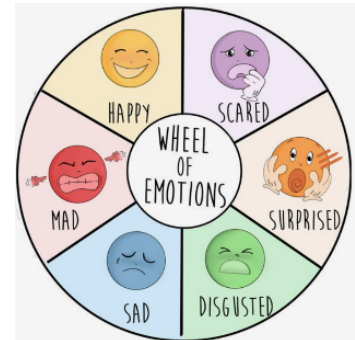 HAPPY
SCARED
WHEEL
OF
EMOTIONS
MAD
SURPRISED
SAD
DISGUSTED